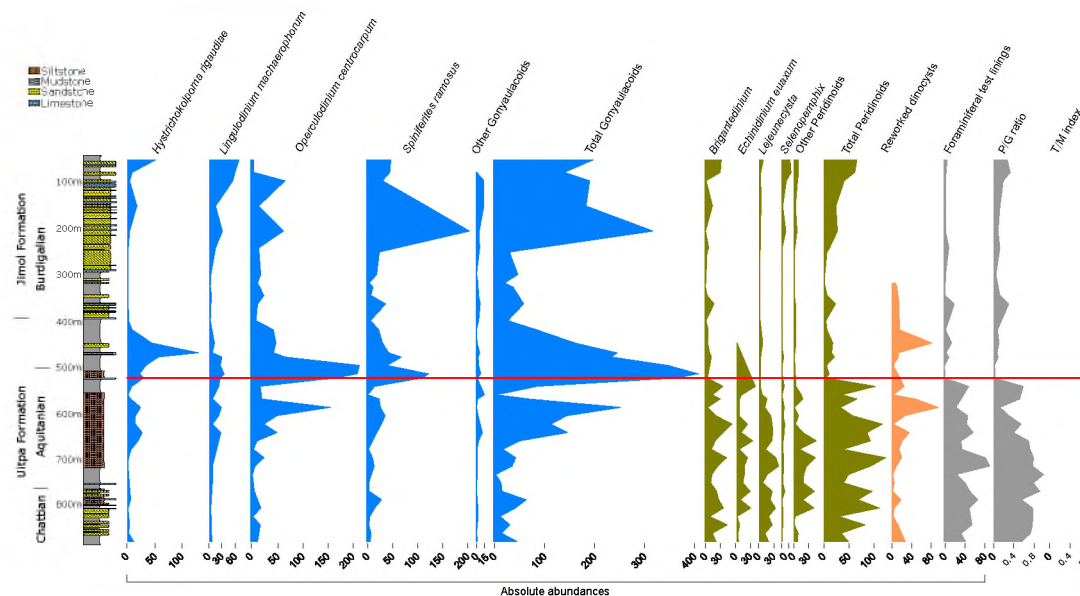 Siltstone
Mudstone
Sandstone
Limestone
Hystrichokolpoma rigaudiae
Lingulodinium machaerophorum
Operculodinium centrocarpum
Spiniferites ramosus
Other Gonyaulacoids
Total Gonyaulacoids
Brigantedinium
Echinidinium euaxum
Lejeunecysta
Selenopemphix
Other Peridinoids
Total Peridinoids
Reworked dinocysts
Foraminiferal test linings
P/G ratio
T/M index
Jimol Formation
Burdigalian
Uitpa Formation
Aquitanian
Chattian
100m
200m
300m
400m
500m
600m
700m
800m
0 50 100 0 30 60 0 50 100 150 200 0 50 100 150 200 0 16 0 100 200 300 400 0 30 0 30 0 30 0 0 30 0 50 100 0 40 80 0 40 80 0 0.4 0.8 0 0.4
Absolute abundances